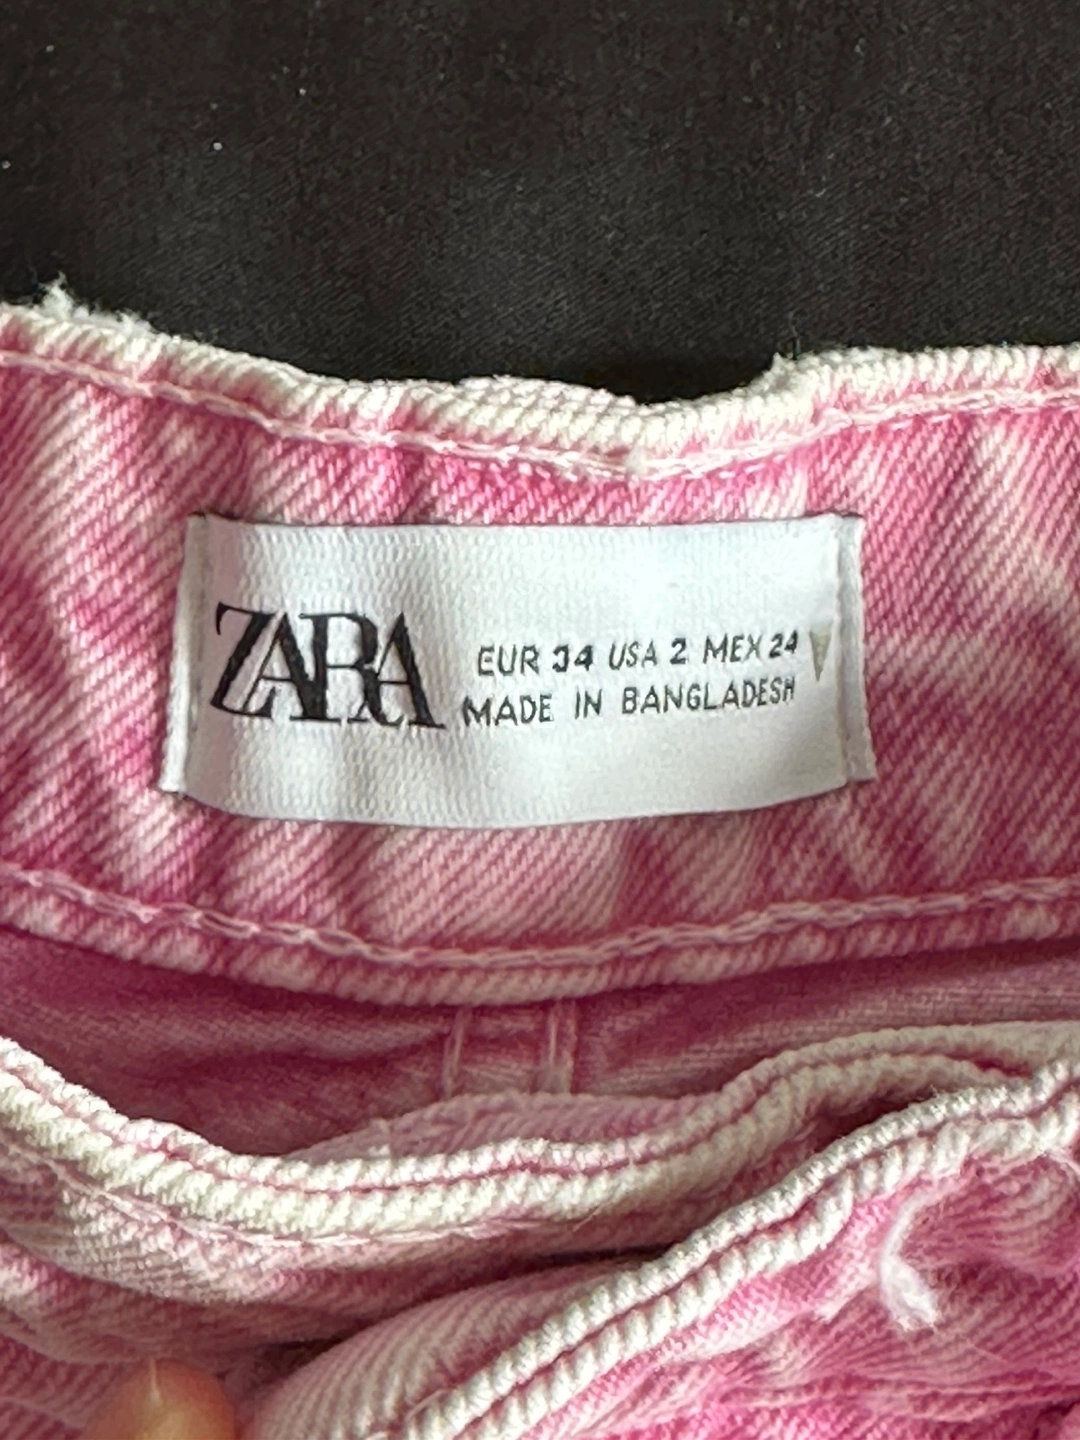 ZARA
EUR 34 USA 2 MEX 24
MADE IN BANGLADESH